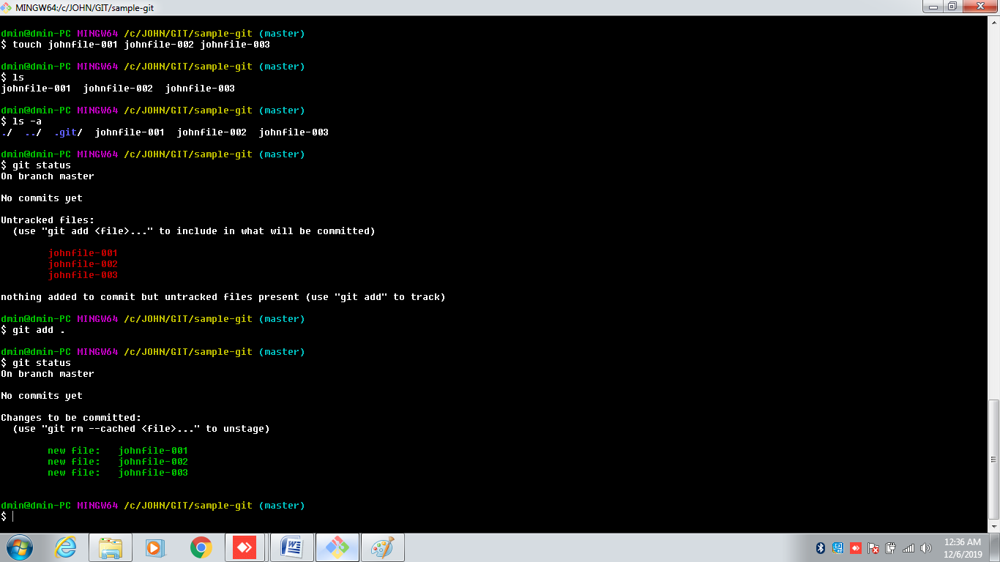 MINGW64:/c/JOHN/GIT/sample-git
dmin@dmin-PC MINGW64 /c/JOHN/GIT/sample-git (master)
$ touch johnfile-001 johnfile-002 johnfile-003
dmin@dmin-PC MINGW64 /c/JOHN/GIT/sample-git (master)
$ ls
johnfile-001  johnfile-002  johnfile-003
dmin@dmin-PC MINGW64 /c/JOHN/GIT/sample-git (master)
$ ls -a
./  ../  .git/  johnfile-001  johnfile-002  johnfile-003
dmin@dmin-PC MINGW64 /c/JOHN/GIT/sample-git (master)
$ git status
On branch master
No commits yet
Untracked files:
  (use "git add <file>..." to include in what will be committed)
        johnfile-001
        johnfile-002
        johnfile-003
nothing added to commit but untracked files present (use "git add" to track)
dmin@dmin-PC MINGW64 /c/JOHN/GIT/sample-git (master)
$ git add .
dmin@dmin-PC MINGW64 /c/JOHN/GIT/sample-git (master)
$ git status
On branch master
No commits yet
Changes to be committed:
  (use "git rm --cached <file>..." to unstage)
        new file:   johnfile-001
        new file:   johnfile-002
        new file:   johnfile-003
dmin@dmin-PC MINGW64 /c/JOHN/GIT/sample-git (master)
$
12:36 AM
12/6/2019